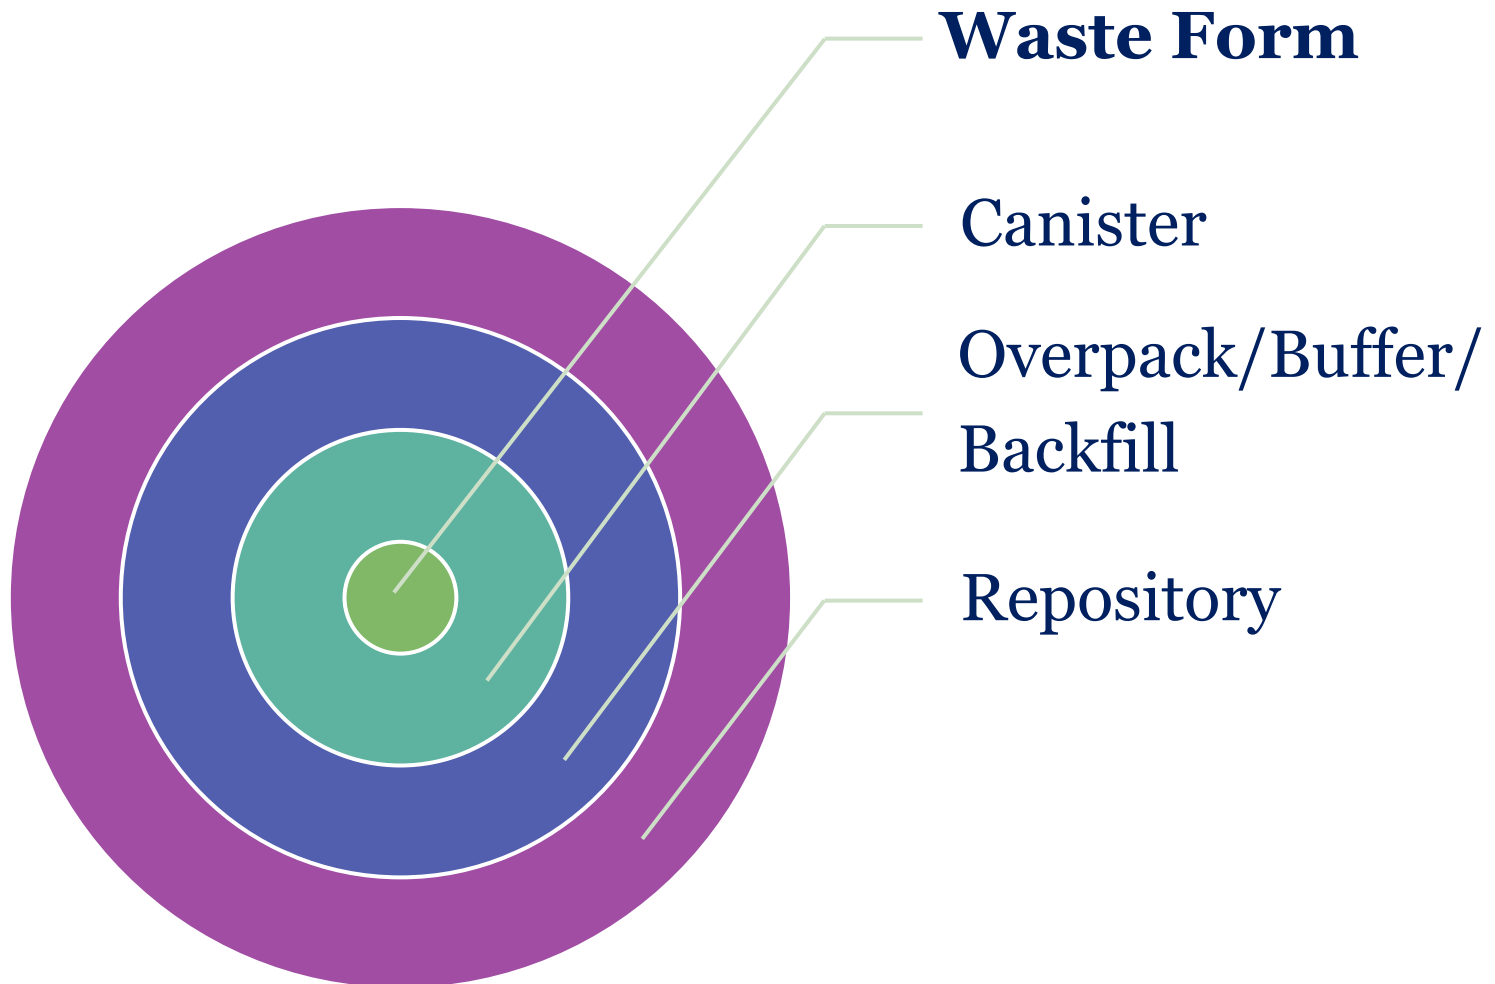 Waste Form
Canister
Overpack/Buffer/
Backfill
Repository